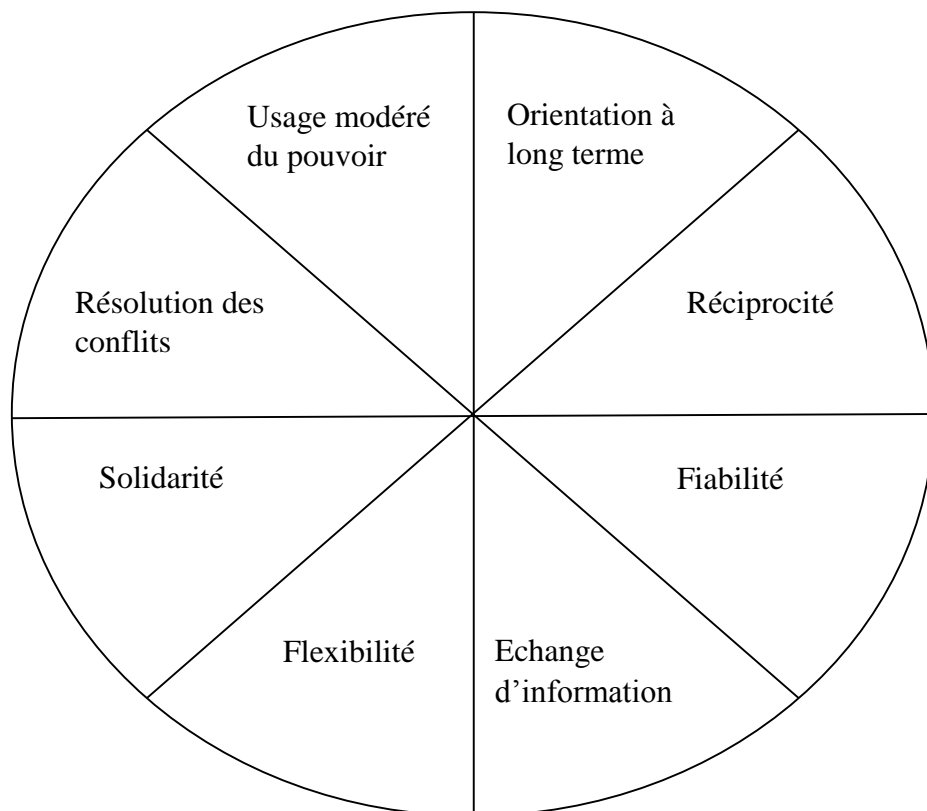 Usage modéré
du pouvoir
Orientation à
long terme
Résolution des
conflits
Réciprocité
Solidarité
Fiabilité
Flexibilité
Echange
d’information